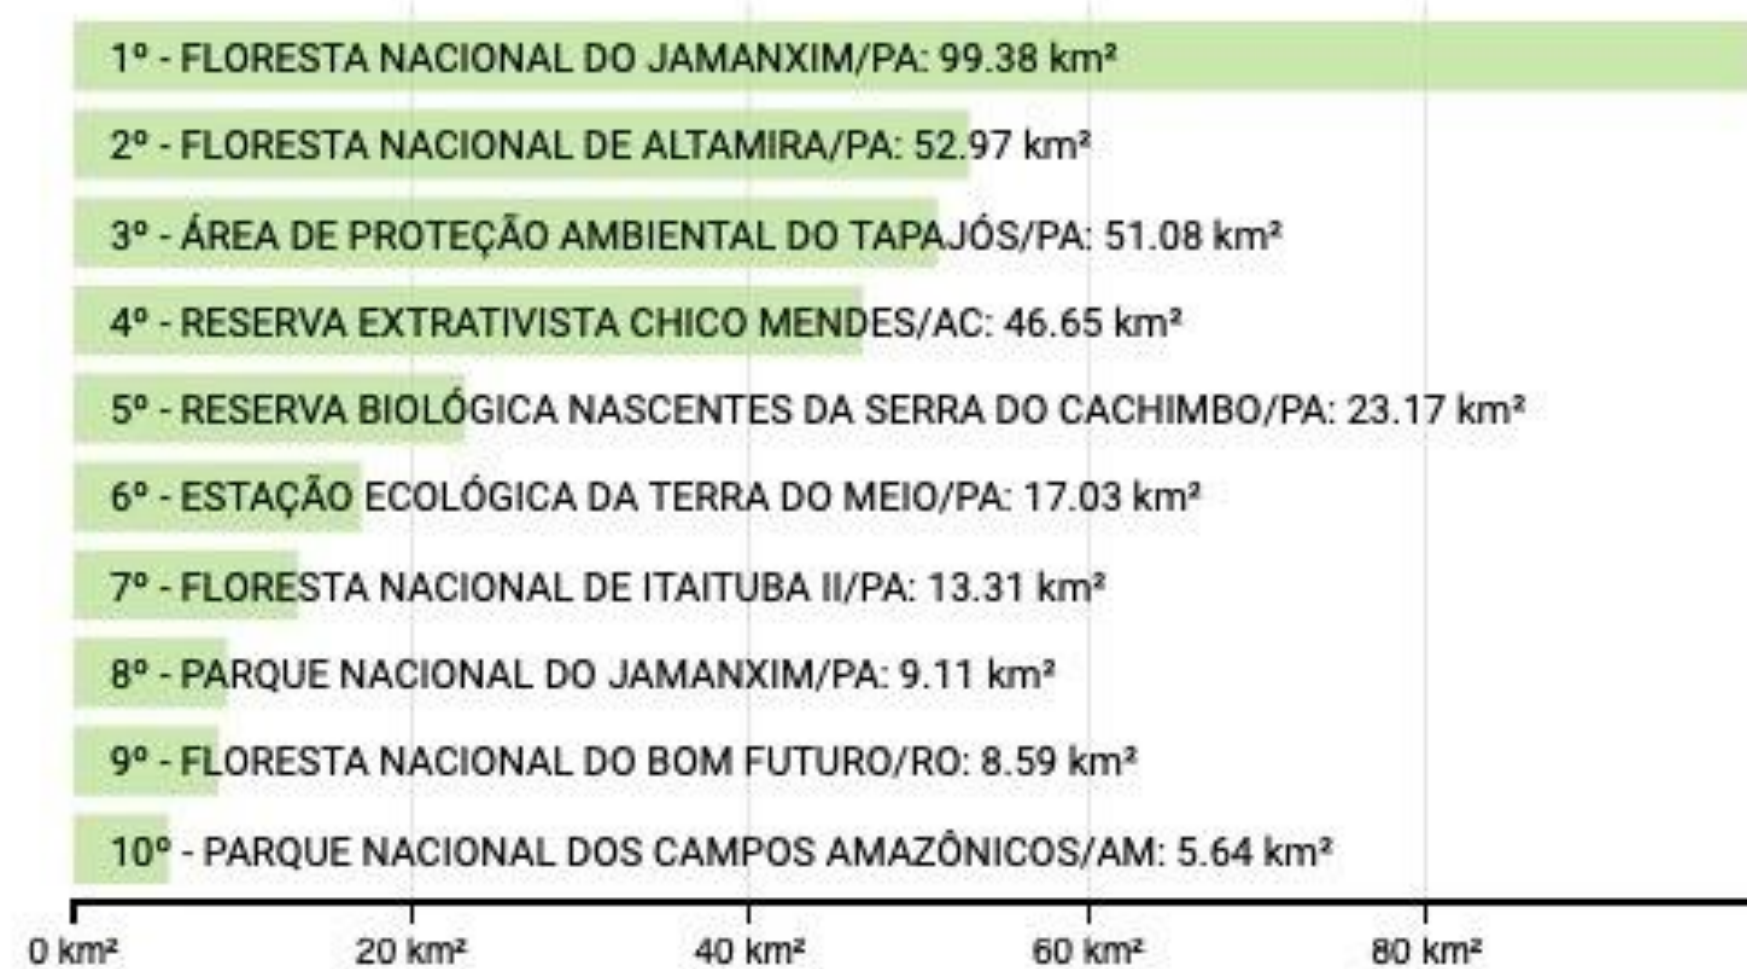 1º - FLORESTA NACIONAL DO JAMANXIM/PA: 99.38 km²
2º - FLORESTA NACIONAL DE ALTAMIRA/PA: 52.97 km²
3º - ÁREA DE PROTEÇÃO AMBIENTAL DO TAPAJÓS/PA: 51.08 km²
4º - RESERVA EXTRATIVISTA CHICO MENDES/AC: 46.65 km²
5º - RESERVA BIOLÓGICA NASCENTES DA SERRA DO CACHIMBO/PA: 23.17 km²
6º - ESTAÇÃO ECOLÓGICA DA TERRA DO MEIO/PA: 17.03 km²
7º - FLORESTA NACIONAL DE ITAITUBA II/PA: 13.31 km²
8º - PARQUE NACIONAL DO JAMANXIM/PA: 9.11 km²
9º - FLORESTA NACIONAL DO BOM FUTURO/RO: 8.59 km²
10º - PARQUE NACIONAL DOS CAMPOS AMAZÔNICOS/AM: 5.64 km²
0 km² 20 km² 40 km² 60 km² 80 km²